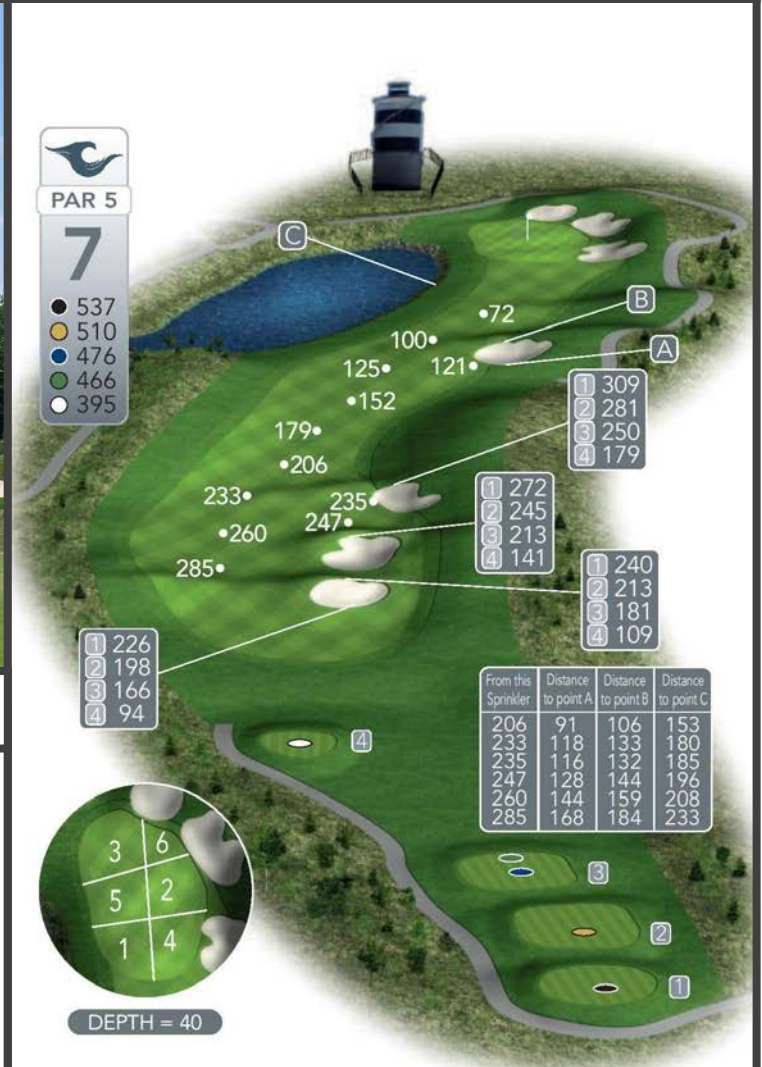 PAR 5
7
537
510
476
466
395
C
B
A
72
100
125
121
152
179
206
233
235
260
247
285
1 309
2 281
3 250
4 179
1 272
2 245
3 213
4 141
1 240
2 213
3 181
4 109
1 226
2 198
3 166
4 94
From this Sprinkler
Distance to point A
Distance to point B
Distance to point C
206 91 106 153
233 118 133 180
235 116 132 185
247 128 144 196
260 144 159 208
285 168 184 233
4
3
2
1
3 6
5 2
1 4
DEPTH = 40